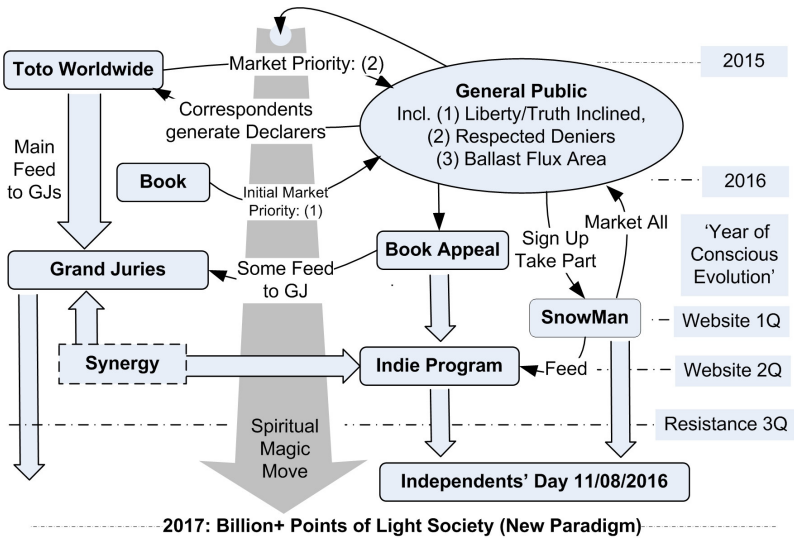 Toto Worldwide
Market Priority: (2)
2015
General Public
Incl. (1) Liberty/Truth Inclined,
(2) Respected Deniers
(3) Ballast Flux Area
Correspondents
generate Declarers
Main
Feed
to GJs
Book
Initial Market
Priority: (1)
2016
Market All
Sign Up
Take Part
‘Year of
Conscious
Evolution’
Book Appeal
Grand Juries
Some Feed
to GJ
SnowMan
Website 1Q
Synergy
Indie Program
Feed
Website 2Q
Resistance 3Q
Spiritual
Magic
Move
Independents’ Day 11/08/2016
2017: Billion+ Points of Light Society (New Paradigm)